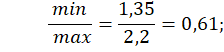 min/max = 1,35/2,2 = 0,61;